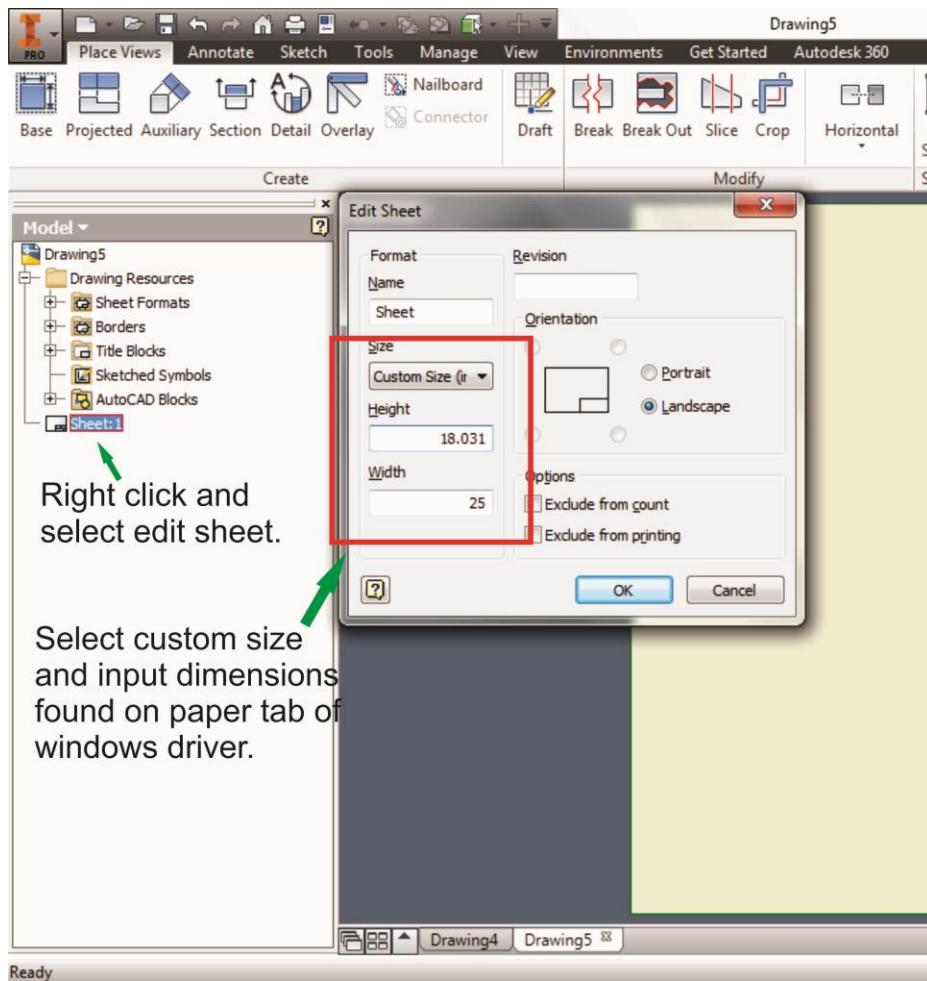 PRO
Drawing5
Place Views Annotate Sketch Tools Manage View Environments Get Started Autodesk 360
Nailboard
Connector
Base Projected Auxiliary Section Detail Overlay Draft Break Break Out Slice Crop Horizontal
Create Modify
Model
Drawing5
Drawing Resources
Sheet Formats
Borders
Title Blocks
Sketched Symbols
AutoCAD Blocks
Sheet:1
Right click and
select edit sheet.
Select custom size
and input dimensions
found on paper tab of
windows driver.
Edit Sheet
Format
Name
Sheet
Size
Custom Size (ir
Height
18.031
Width
25
Revision
Orientation
Portrait
Landscape
Options
Exclude from count
Exclude from printing
OK Cancel
Drawing4 Drawing5
Ready